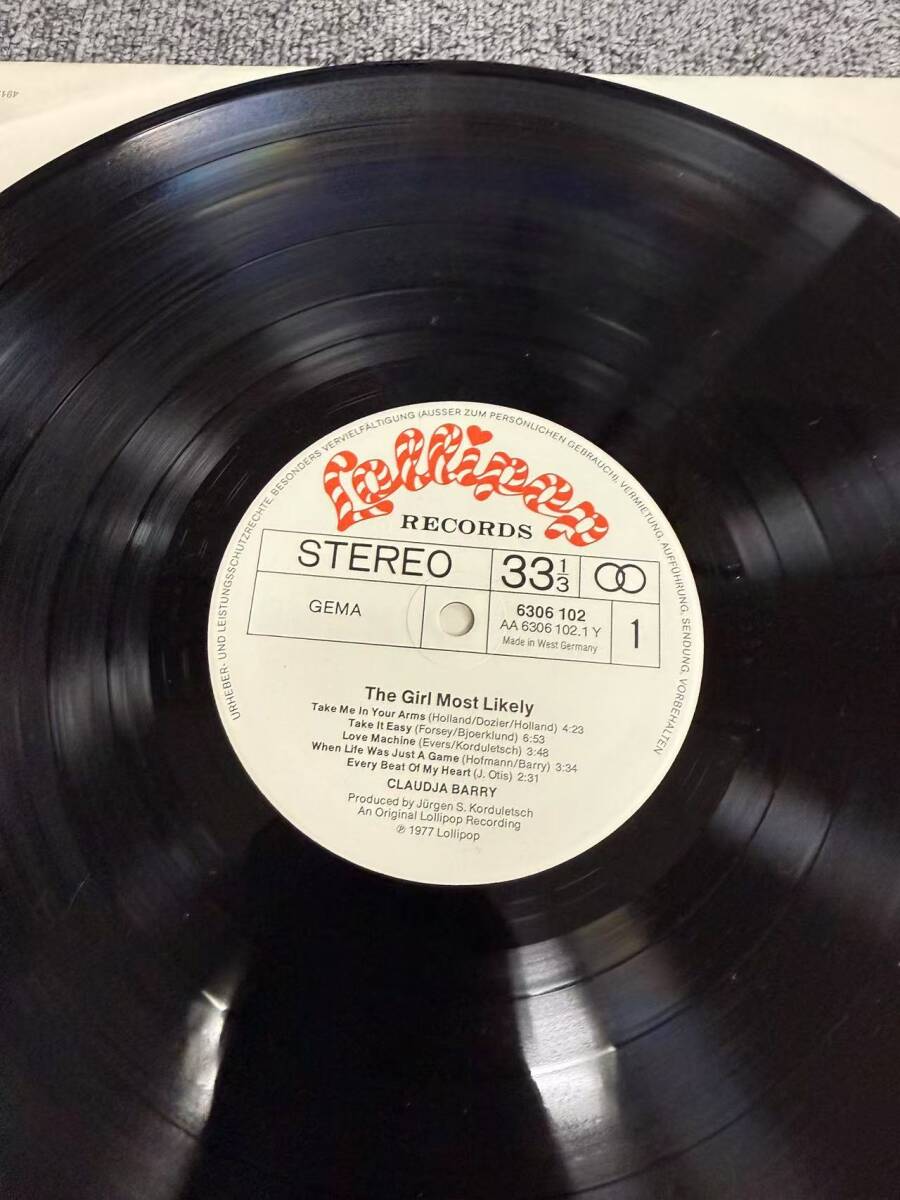 URHEBER- UND LEISTUNGSSCHUTZRECHTE, BESONDERS VERVIELFÄLTIGUNG (AUSSER ZUM PERSÖNLICHEN GEBRAUCH), VERMIETUNG, AUFFÜHRUNG, SENDUNG, VORBEHALTEN
Lollipop
RECORDS
STEREO
33 1/3
GEMA
6306 102
AA 6306 102.1 Y
Made in West Germany
1
The Girl Most Likely
Take Me In Your Arms (Holland/Dozier/Holland) 4:23
Take It Easy (Forsey/Bjoerklund) 6:53
Love Machine (Evers/Korduletsch) 3:48
When Life Was Just A Game (Hofmann/Barry) 3:34
Every Beat Of My Heart (J. Otis) 2:31
CLAUDJA BARRY
Produced by Jürgen S. Korduletsch
An Original Lollipop Recording
℗ 1977 Lollipop